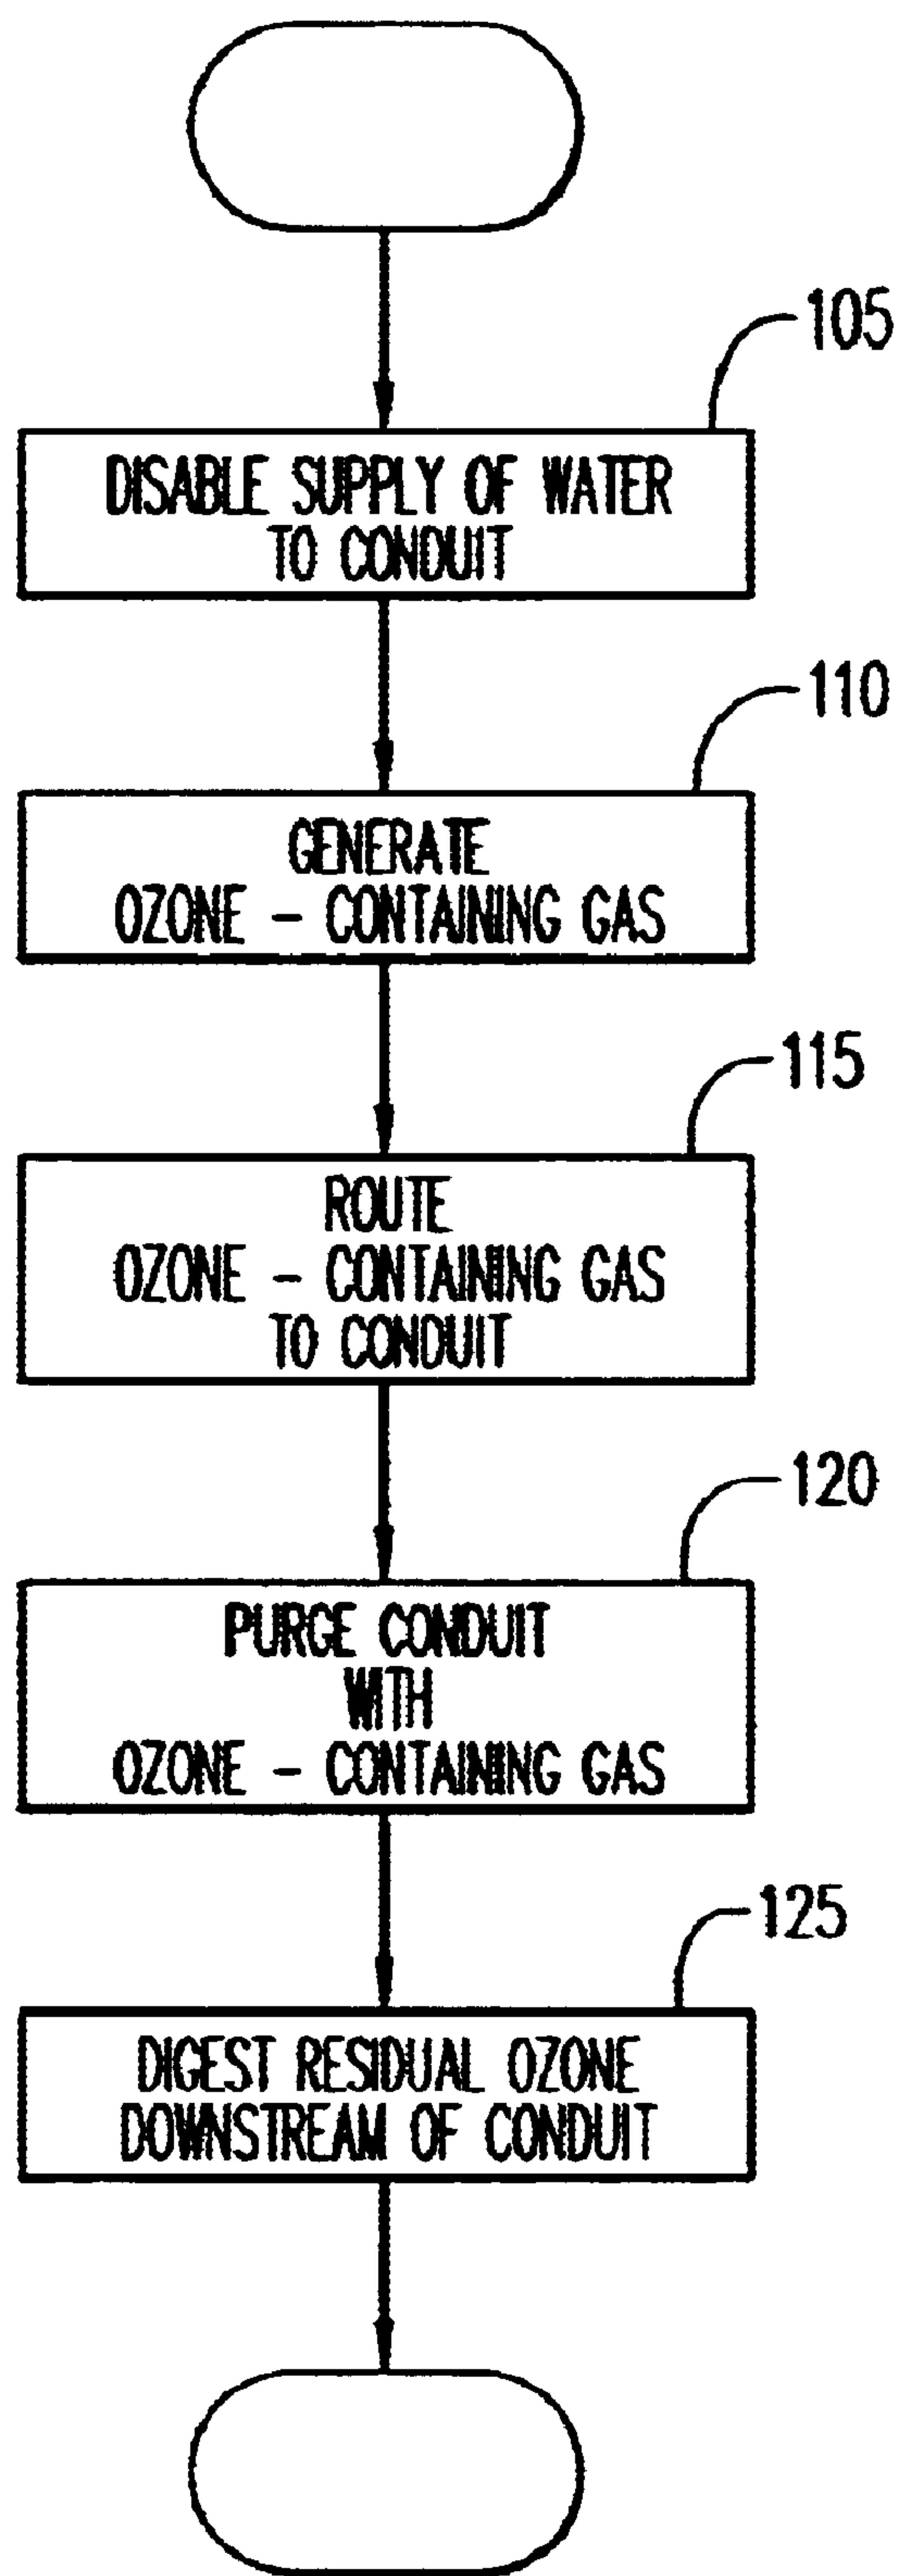 105
DISABLE SUPPLY OF WATER
TO CONDUIT
110
GENERATE
OZONE - CONTAINING GAS
115
ROUTE
OZONE - CONTAINING GAS
TO CONDUIT
120
PURGE CONDUIT
WITH
OZONE - CONTAINING GAS
125
DIGEST RESIDUAL OZONE
DOWNSTREAM OF CONDUIT